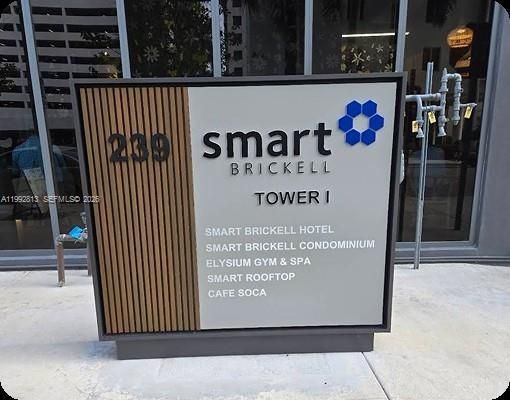 239
smart
BRICKELL
TOWER I
SMART BRICKELL HOTEL
SMART BRICKELL CONDOMINIUM
ELYSIUM GYM & SPA
SMART ROOFTOP
CAFE SOCA
A11992813 SEFMLS© 2026